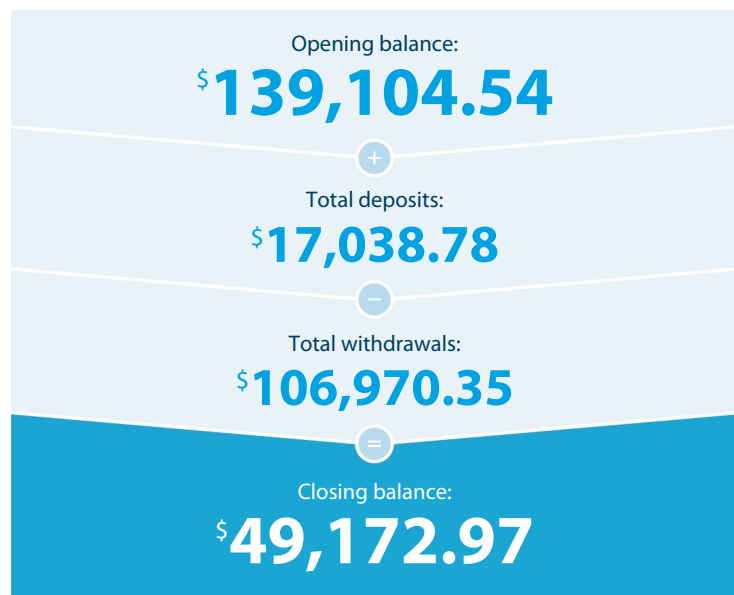 Opening balance:
$139,104.54
+
Total deposits:
$17,038.78
−
Total withdrawals:
$106,970.35
=
Closing balance:
$49,172.97